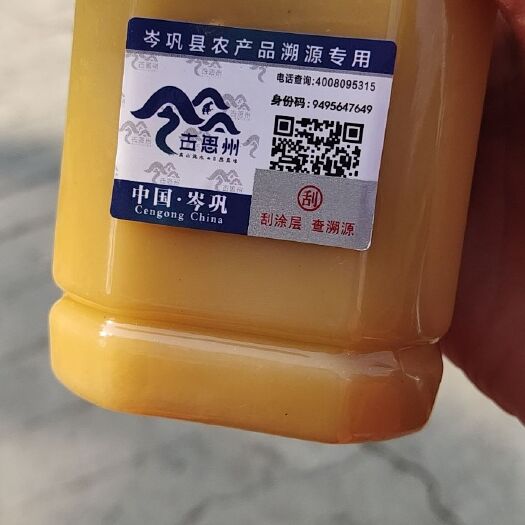 岑巩县农产品溯源专用
电话查询:4008095315
身份码:9495647649
古思州
中国·岑巩
Cengong China
刮
刮涂层 查溯源